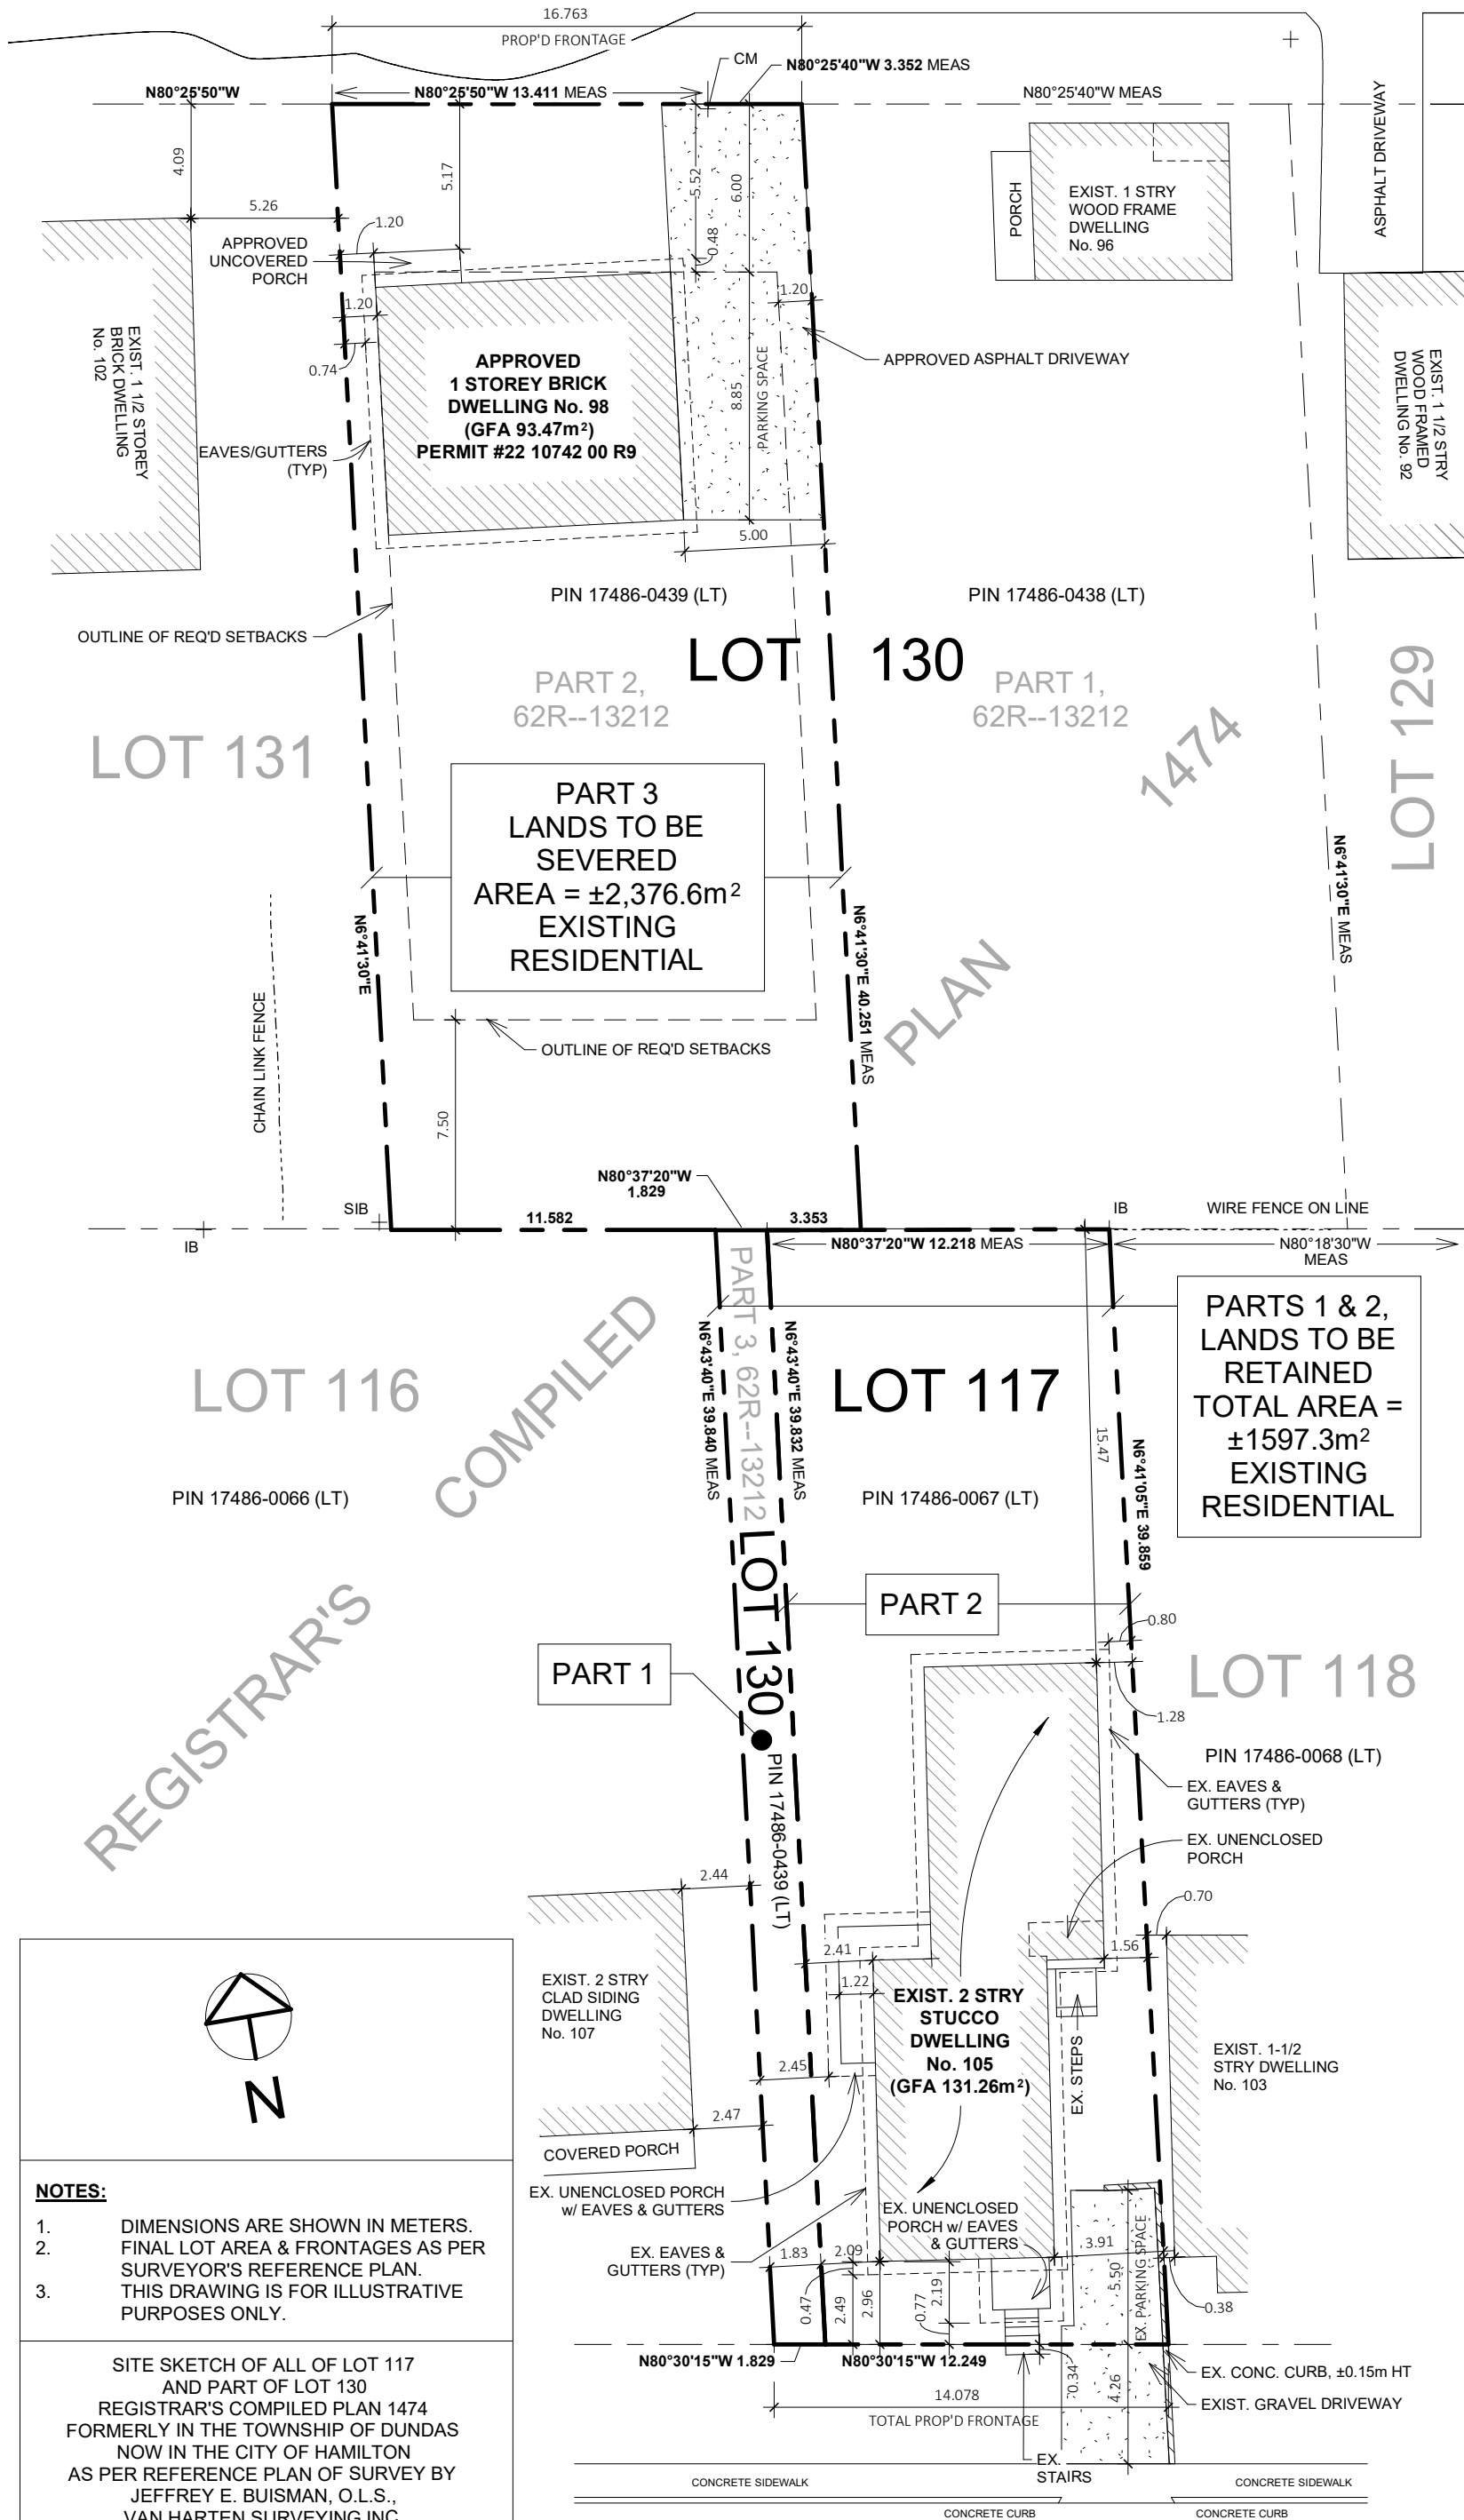 16.763
PROP'D FRONTAGE
CM
N80°25'40"W 3.352 MEAS
N80°25'50"W
N80°25'50"W 13.411 MEAS
N80°25'40"W MEAS
ASPHALT DRIVEWAY
4.09
5.17
5.52
6.00
5.26
1.20
0.48
APPROVED
UNCOVERED
PORCH
PORCH
EXIST. 1 STRY
WOOD FRAME
DWELLING
No. 96
1.20
1.20
0.74
EXIST. 1 1/2 STOREY
BRICK DWELLING
No. 102
APPROVED
1 STOREY BRICK
DWELLING No. 98
(GFA 93.47m²)
PERMIT #22 10742 00 R9
8.85
PARKING SPACE
APPROVED ASPHALT DRIVEWAY
EXIST. 1 1/2 STRY
WOOD FRAMED
DWELLING No. 92
EAVES/GUTTERS
(TYP)
5.00
PIN 17486-0439 (LT)
PIN 17486-0438 (LT)
OUTLINE OF REQ'D SETBACKS
LOT 130
PART 2,
62R--13212
PART 1,
62R--13212
LOT 131
LOT 129
1474
PART 3
LANDS TO BE
SEVERED
AREA = ±2,376.6m²
EXISTING
RESIDENTIAL
N6°41'30"E
N6°41'30"E 40.251 MEAS
N6°41'30"E MEAS
CHAIN LINK FENCE
PLAN
OUTLINE OF REQ'D SETBACKS
7.50
N80°37'20"W
1.829
SIB
IB
11.582
3.353
IB
WIRE FENCE ON LINE
N80°37'20"W 12.218 MEAS
N80°18'30"W
MEAS
PART 3, 62R--13212
N6°43'40"E 39.840 MEAS
N6°43'40"E 39.832 MEAS
PARTS 1 & 2,
LANDS TO BE
RETAINED
TOTAL AREA =
±1597.3m²
EXISTING
RESIDENTIAL
LOT 116
COMPILED
LOT 117
15.47
N6°41'05"E 39.859
PIN 17486-0066 (LT)
PIN 17486-0067 (LT)
LOT 130
PART 2
0.80
PART 1
LOT 118
1.28
REGISTRAR'S
PIN 17486-0439 (LT)
PIN 17486-0068 (LT)
EX. EAVES &
GUTTERS (TYP)
EX. UNENCLOSED
PORCH
2.44
0.70
2.41
1.56
1.22
EXIST. 2 STRY
CLAD SIDING
DWELLING
No. 107
EXIST. 2 STRY
STUCCO
DWELLING
No. 105
(GFA 131.26m²)
EX. STEPS
EXIST. 1-1/2
STRY DWELLING
No. 103
2.45
2.47
COVERED PORCH
EX. UNENCLOSED PORCH
w/ EAVES & GUTTERS
EX. UNENCLOSED
PORCH w/ EAVES
& GUTTERS
EX. EAVES &
GUTTERS (TYP)
1.83
2.09
3.91
0.47
2.49
2.96
0.77
2.19
5.50
EX. PARKING SPACE
0.38
N80°30'15"W 1.829
N80°30'15"W 12.249
0.34
4.26
EX. CONC. CURB, ±0.15m HT
EXIST. GRAVEL DRIVEWAY
14.078
TOTAL PROP'D FRONTAGE
EX.
STAIRS
CONCRETE SIDEWALK
CONCRETE SIDEWALK
CONCRETE CURB
CONCRETE CURB
N
NOTES:
1. DIMENSIONS ARE SHOWN IN METERS.
2. FINAL LOT AREA & FRONTAGES AS PER
SURVEYOR'S REFERENCE PLAN.
3. THIS DRAWING IS FOR ILLUSTRATIVE
PURPOSES ONLY.
SITE SKETCH OF ALL OF LOT 117
AND PART OF LOT 130
REGISTRAR'S COMPILED PLAN 1474
FORMERLY IN THE TOWNSHIP OF DUNDAS
NOW IN THE CITY OF HAMILTON
AS PER REFERENCE PLAN OF SURVEY BY
JEFFREY E. BUISMAN, O.L.S.,
VAN HARTEN SURVEYING INC